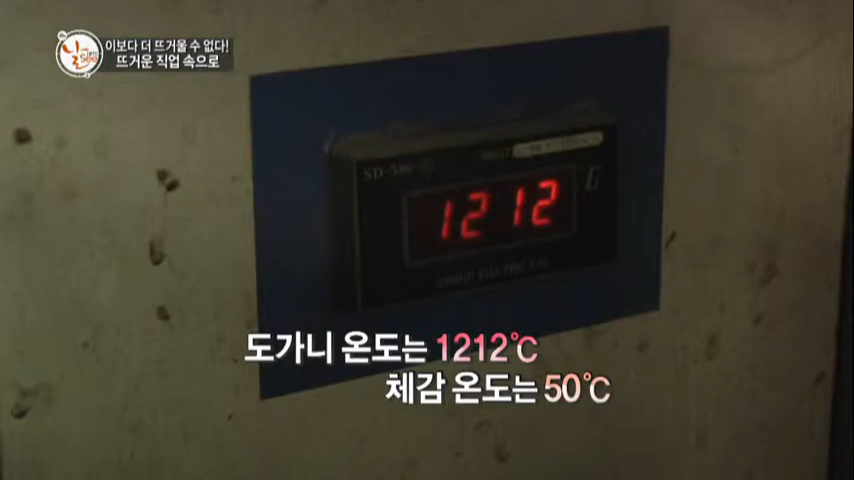 이보다 더 뜨거울 수 없다!
뜨거운 직업 속으로
SD-500
1212
도가니 온도는 1212℃
체감 온도는 50℃